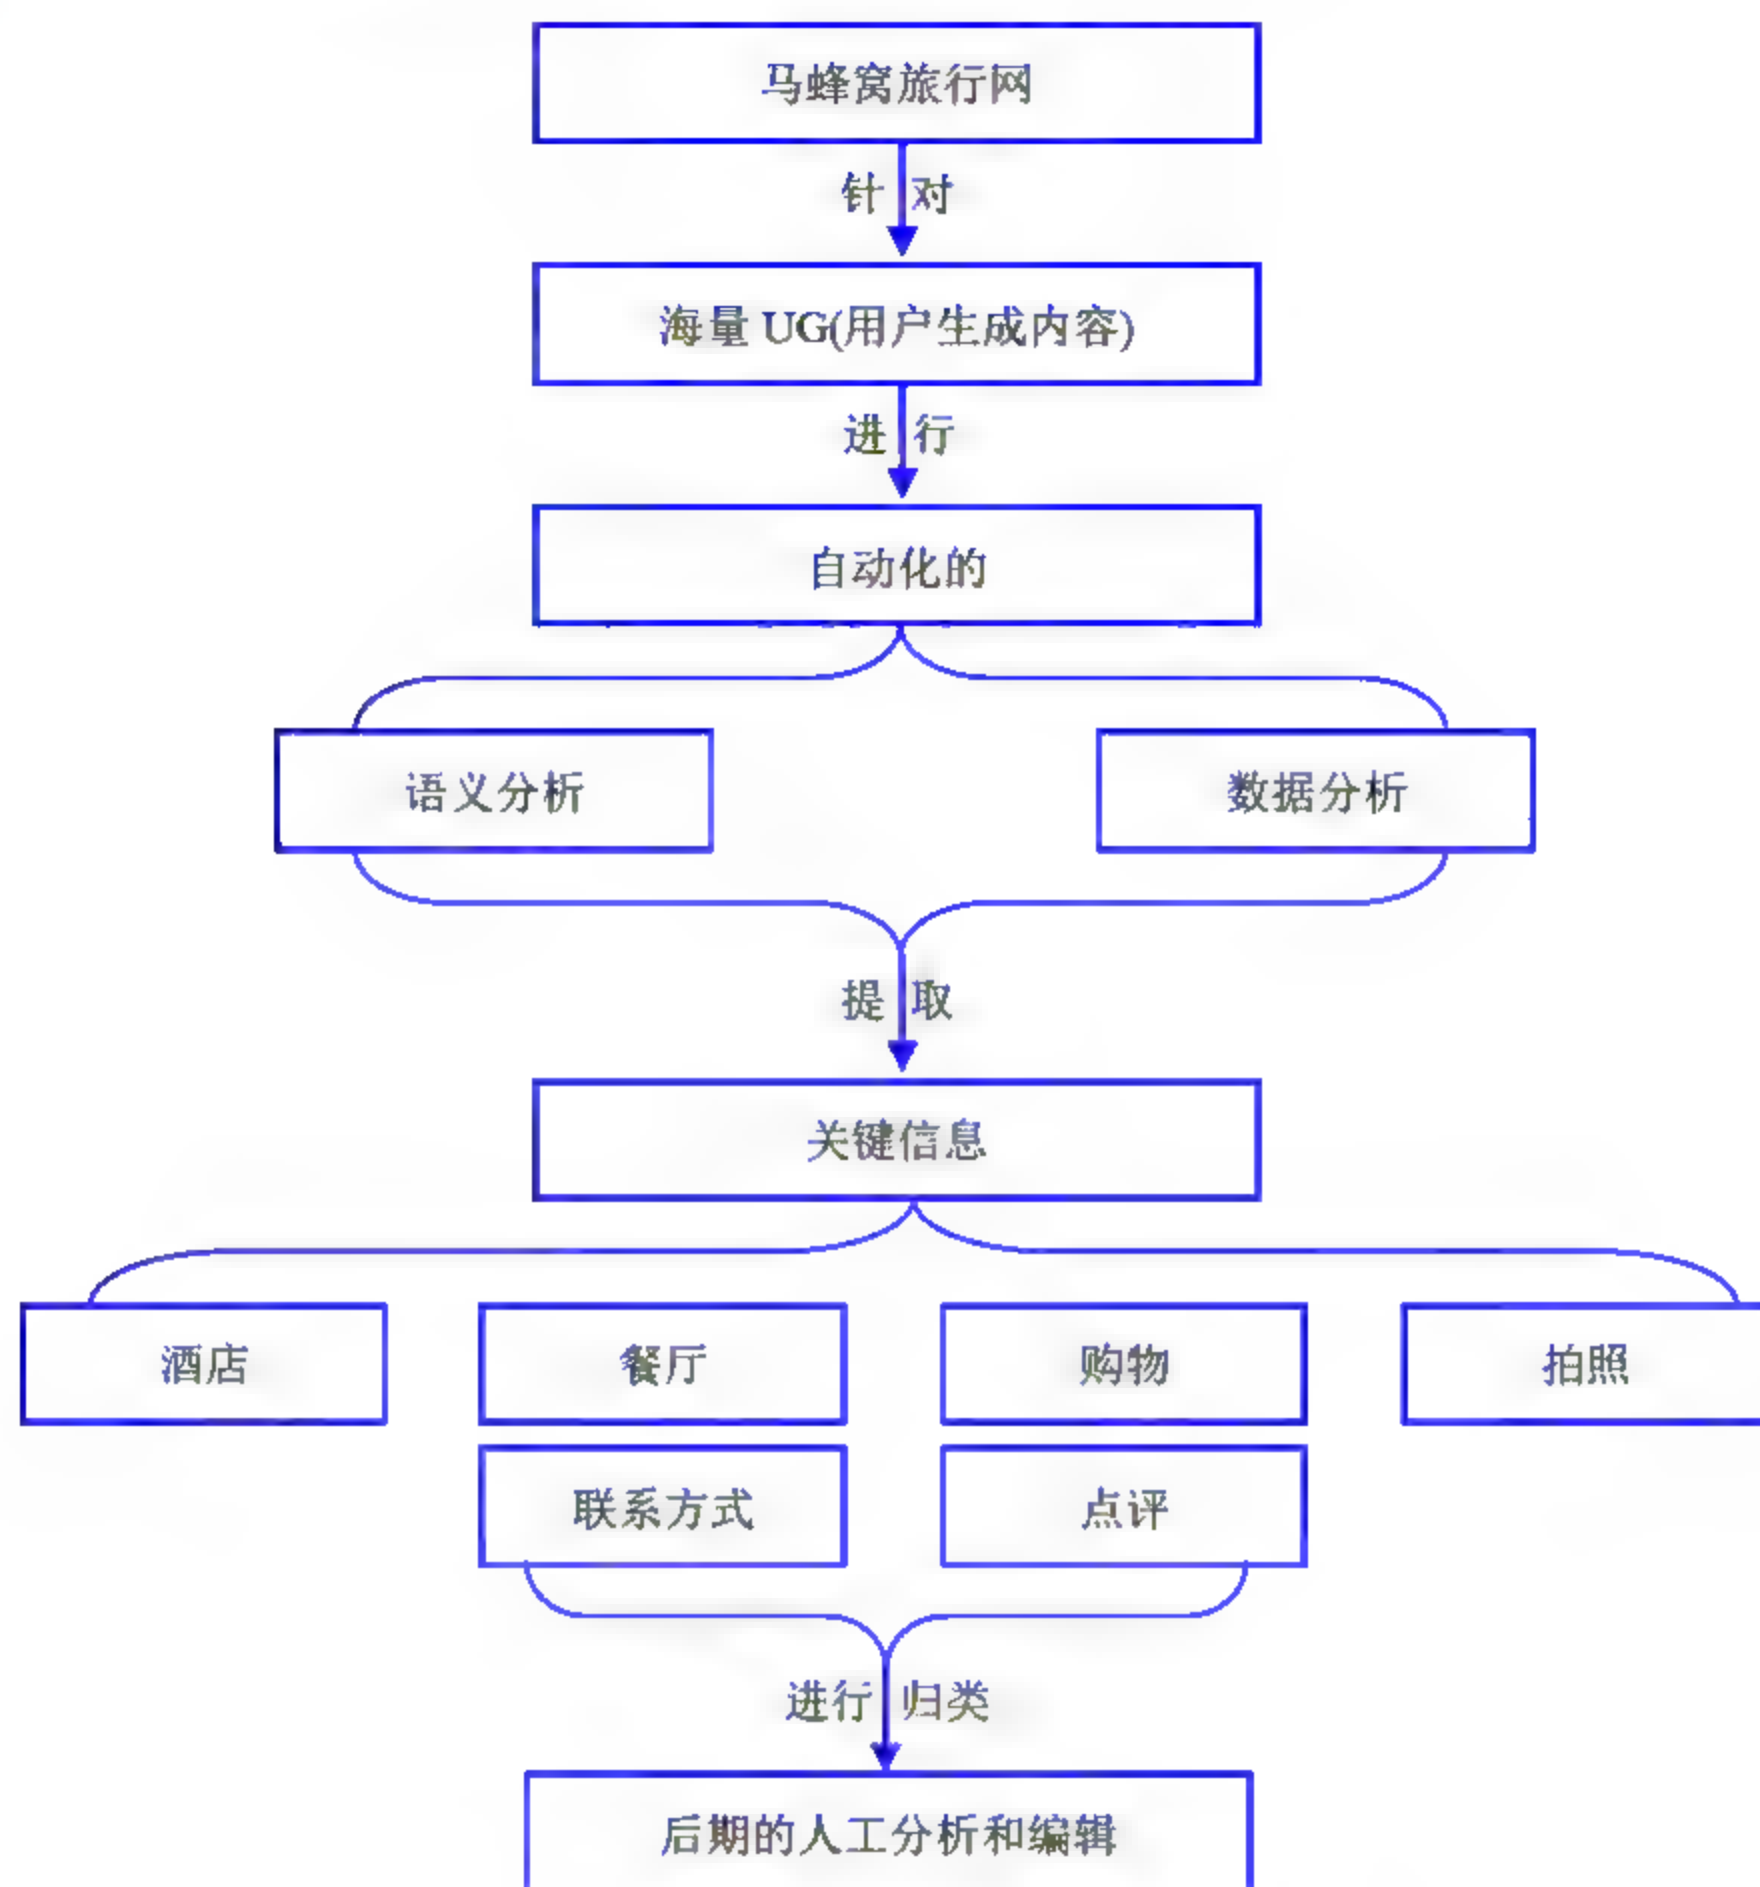 马蜂窝旅行网
针对
海量 UG(用户生成内容)
进行
自动化的
语义分析
数据分析
提取
关键信息
酒店
餐厅
购物
拍照
联系方式
点评
进行归类
后期的人工分析和编辑